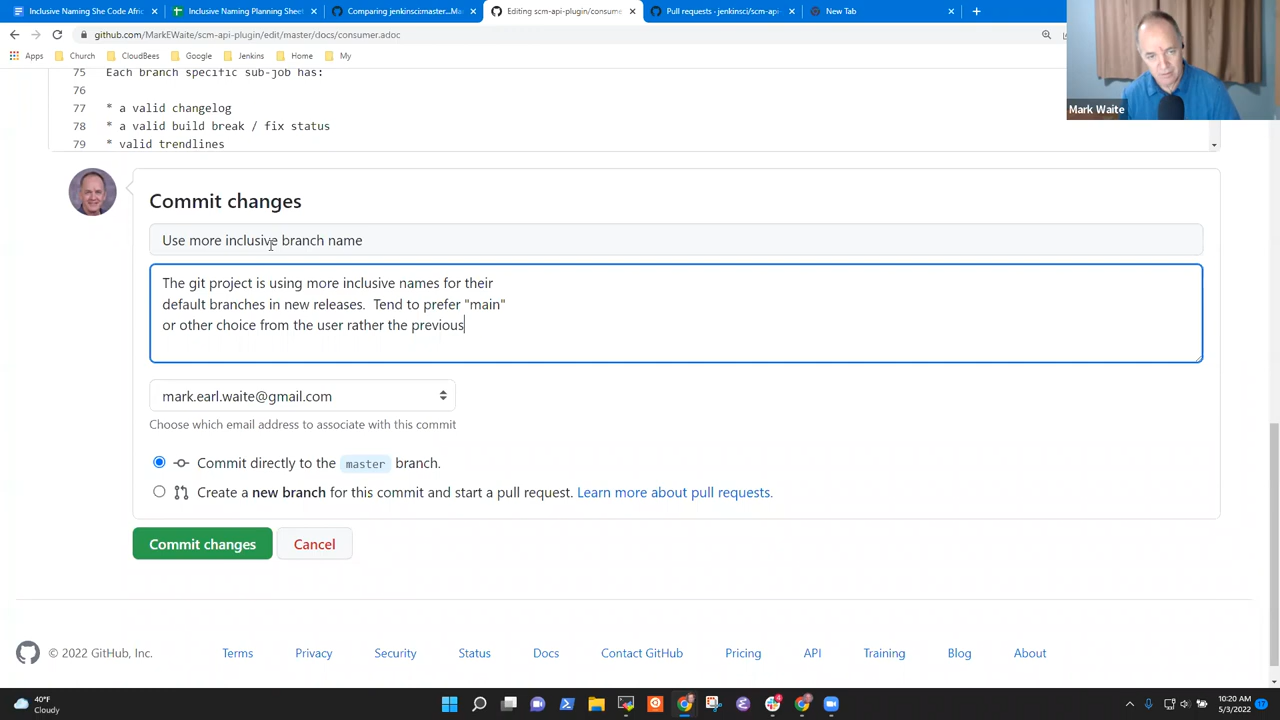 Inclusive Naming She Code Afric
Inclusive Naming Planning Sheet
Comparing jenkinsci:master...Ma
Editing scm-api-plugin/consume
Pull requests · jenkinsci/scm-api
New Tab
github.com/MarkEWaite/scm-api-plugin/edit/master/docs/consumer.adoc
Apps Church CloudBees Google Jenkins Home My
Mark Waite
75 Each branch specific sub-job has:
76
77 * a valid changelog
78 * a valid build break / fix status
79 * valid trendlines
Commit changes
Use more inclusive branch name
The git project is using more inclusive names for their
default branches in new releases.  Tend to prefer "main"
or other choice from the user rather the previous
mark.earl.waite@gmail.com
Choose which email address to associate with this commit
Commit directly to the master branch.
Create a new branch for this commit and start a pull request. Learn more about pull requests.
Commit changes Cancel
© 2022 GitHub, Inc. Terms Privacy Security Status Docs Contact GitHub Pricing API Training Blog About
40°F
Cloudy
10:20 AM
5/3/2022